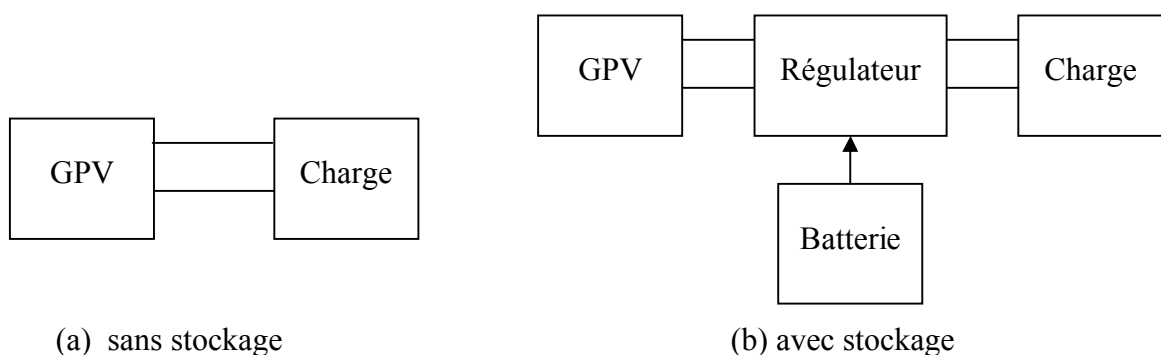 GPV
Charge
(a) sans stockage
GPV
Régulateur
Charge
Batterie
(b) avec stockage